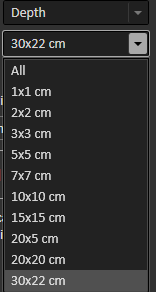 Depth
30x22 cm
All
1x1 cm
2x2 cm
3x3 cm
5x5 cm
7x7 cm
10x10 cm
15x15 cm
20x5 cm
20x20 cm
30x22 cm